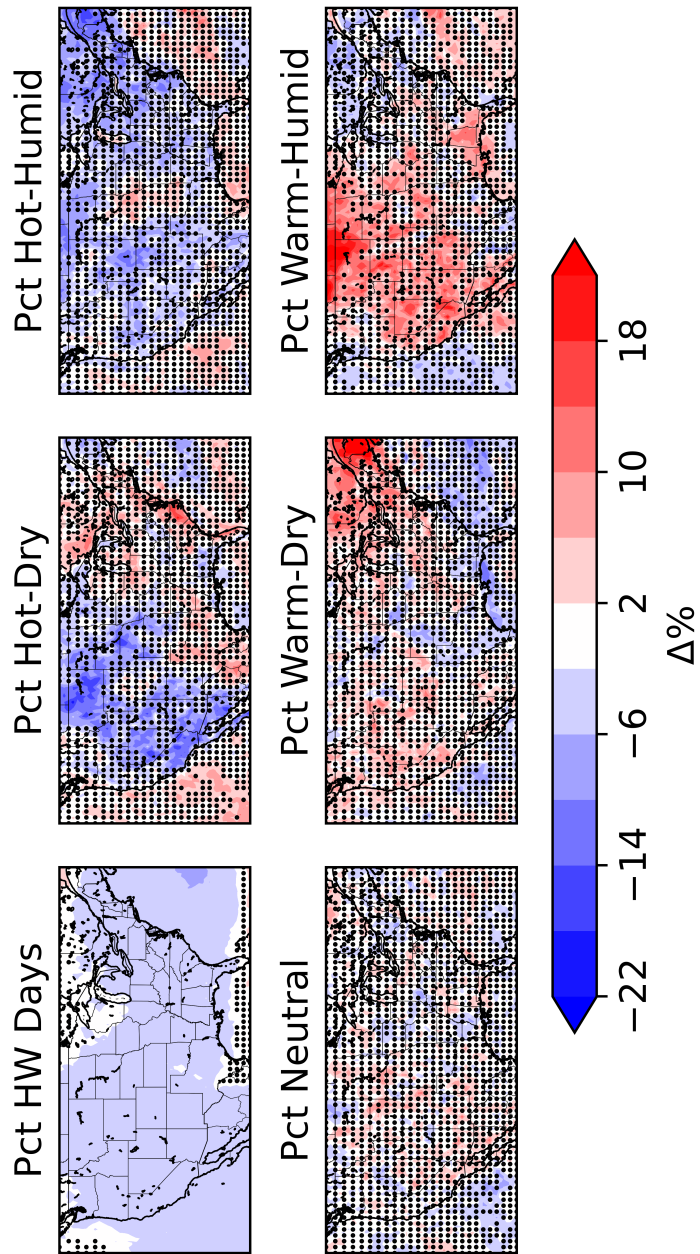 Pct HW Days
Pct Hot-Dry
Pct Hot-Humid
Pct Neutral
Pct Warm-Dry
Pct Warm-Humid
−22 −14 −6 2 10 18
Δ%